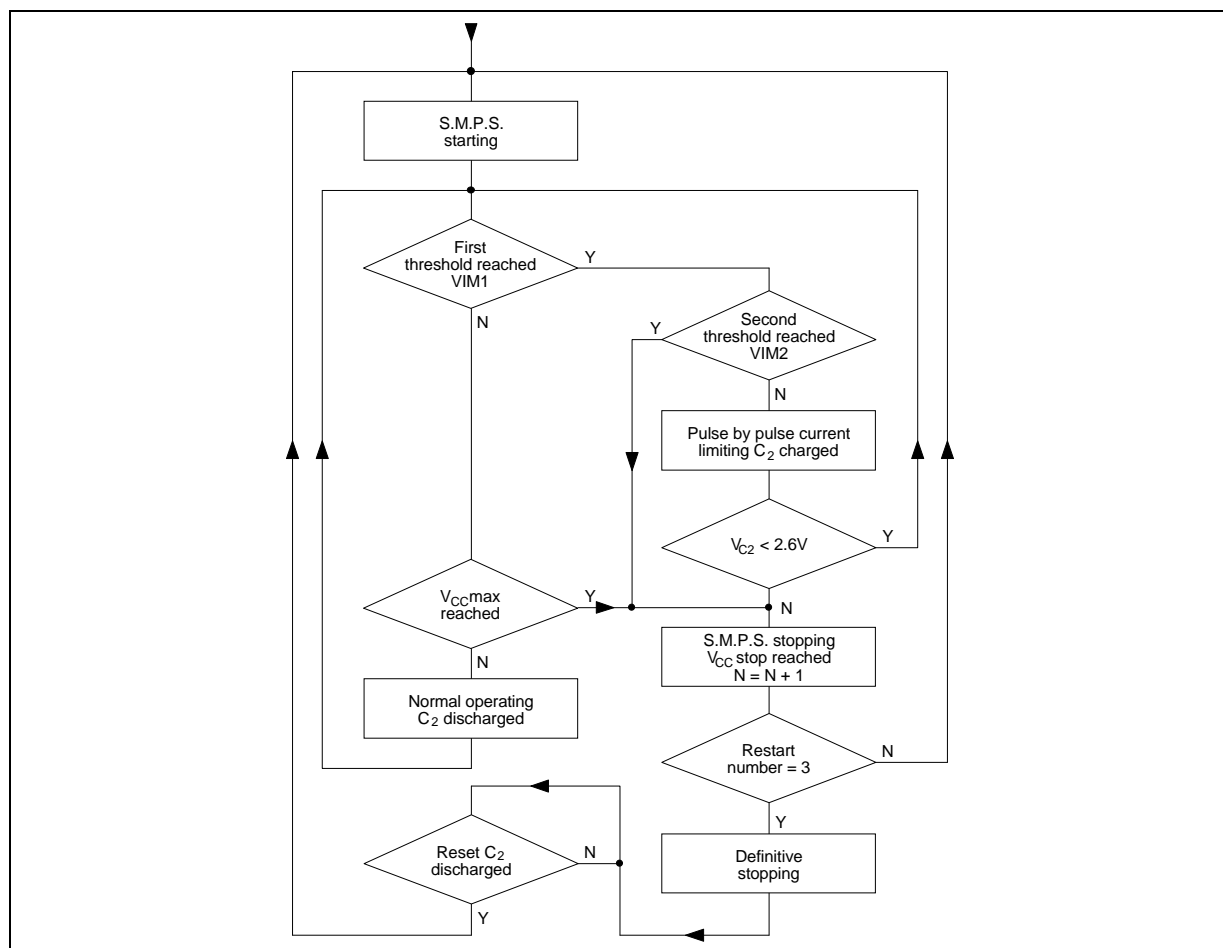 S.M.P.S.
starting
First
threshold reached
VIM1
Y
N
Second
threshold reached
VIM2
Y
N
Pulse by pulse current
limiting C2 charged
VC2 < 2.6V
Y
N
VCCmax
reached
Y
N
S.M.P.S. stopping
VCC stop reached
N = N + 1
Normal operating
C2 discharged
Restart
number = 3
N
Y
Reset C2
discharged
N
Y
Definitive
stopping